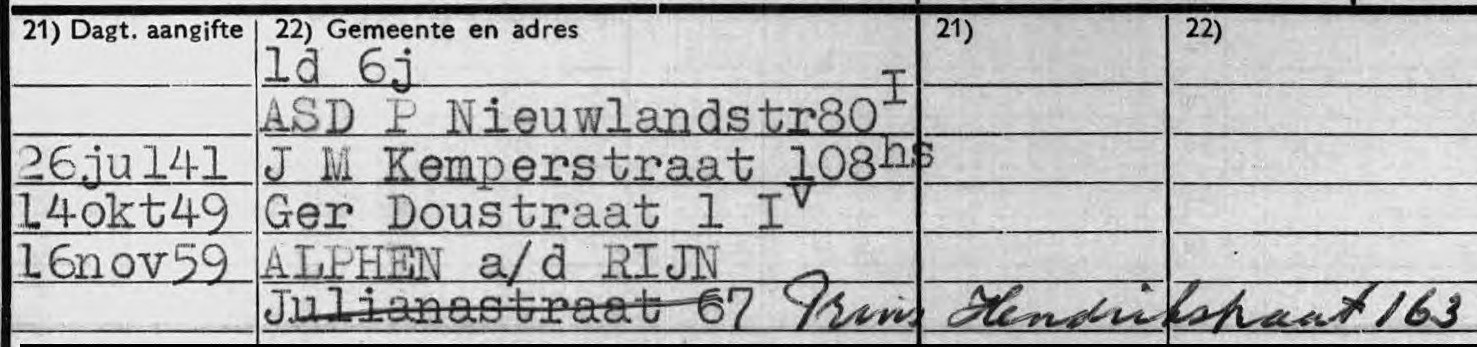 21) Dagt. aangifte 22) Gemeente en adres 21) 22)
ld 6j
ASD P Nieuwlandstr80 I
26jul41 J M Kemperstraat 108hs
14okt49 Ger Doustraat 1 Iv
16nov59 ALPHEN a/d RIJN
Julianastraat 67 Prins Hendrikstraat 163